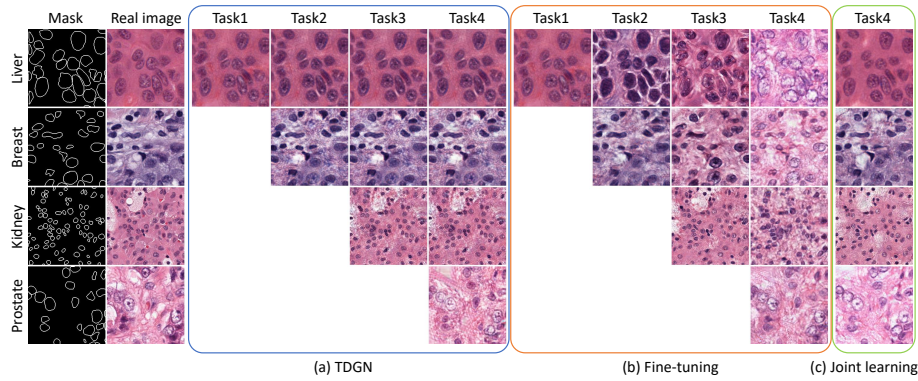 Mask Real image Task1 Task2 Task3 Task4 Task1 Task2 Task3 Task4 Task4
Liver
Breast
Kidney
Prostate
(a) TDGN (b) Fine-tuning (c) Joint learning